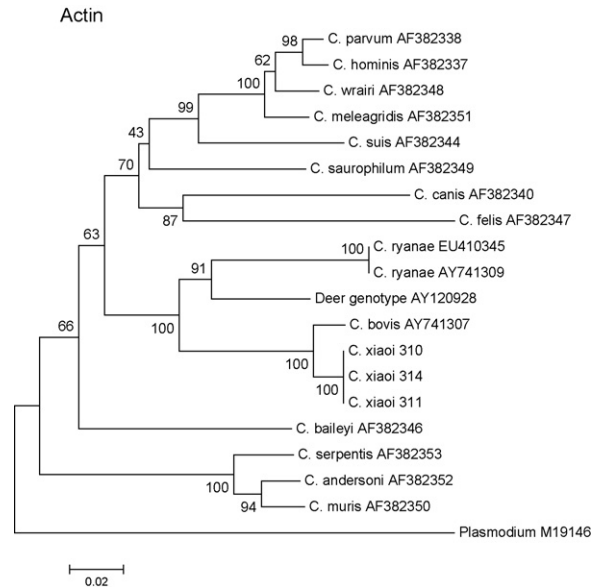 Actin
98
C. parvum AF382338
C. hominis AF382337
62
C. wrairi AF382348
100
C. meleagridis AF382351
99
C. suis AF382344
43
C. saurophilum AF382349
70
C. canis AF382340
87
C. felis AF382347
63
100
C. ryanae EU410345
C. ryanae AY741309
91
Deer genotype AY120928
100
C. bovis AY741307
66
C. xiaoi 310
100
C. xiaoi 314
100
C. xiaoi 311
C. baileyi AF382346
C. serpentis AF382353
100
C. andersoni AF382352
94
C. muris AF382350
Plasmodium M19146
0.02